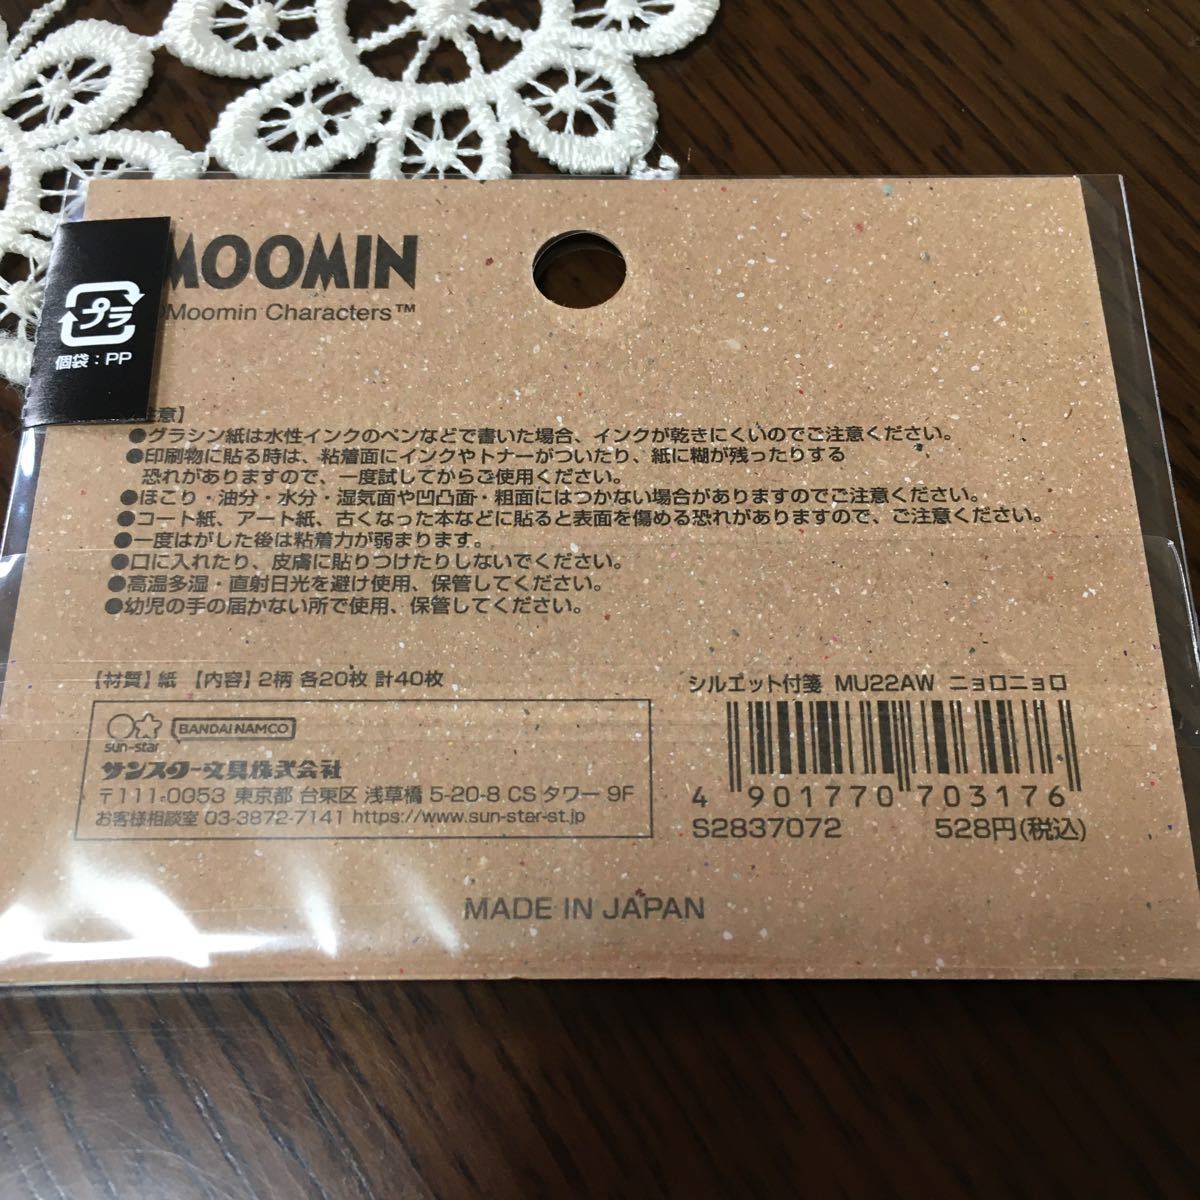 MOOMIN
Moomin Characters™
プラ
個袋：PP
注意】
●グラシン紙は水性インクのペンなどで書いた場合、インクが乾きにくいのでご注意ください。
●印刷物に貼る時は、粘着面にインクやトナーがついたり、紙に糊が残ったりする
恐れがありますので、一度試してからご使用ください。
●ほこり・油分・水分・湿気面や凹凸面・粗面にはつかない場合がありますのでご注意ください。
●コート紙、アート紙、古くなった本などに貼ると表面を傷める恐れがありますので、ご注意ください。
●一度はがした後は粘着力が弱まります。
●口に入れたり、皮膚に貼りつけたりしないでください。
●高温多湿・直射日光を避け使用、保管してください。
●幼児の手の届かない所で使用、保管してください。
【材質】紙 【内容】2柄 各20枚 計40枚
sun-star BANDAI NAMCO
サンスター文具株式会社
〒111-0053 東京都 台東区 浅草橋 5-20-8 CS タワー 9F
お客様相談室 03-3872-7141 https://www.sun-star-st.jp
シルエット付箋 MU22AW ニョロニョロ
4 901770 703176
S2837072 528円(税込)
MADE IN JAPAN